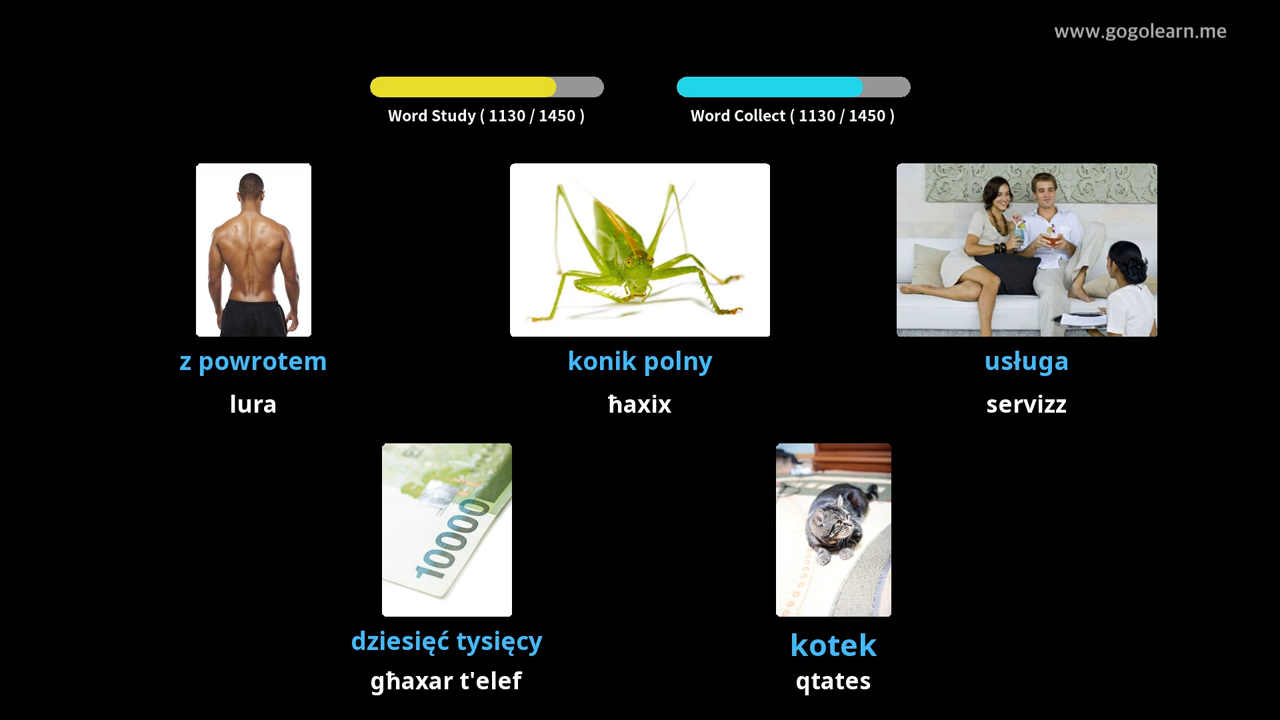 www.gogolearn.me
Word Study ( 1130 / 1450 )
Word Collect ( 1130 / 1450 )
z powrotem
lura
konik polny
ħaxix
usługa
servizz
10000
dziesięć tysięcy
għaxar t'elef
kotek
qtates